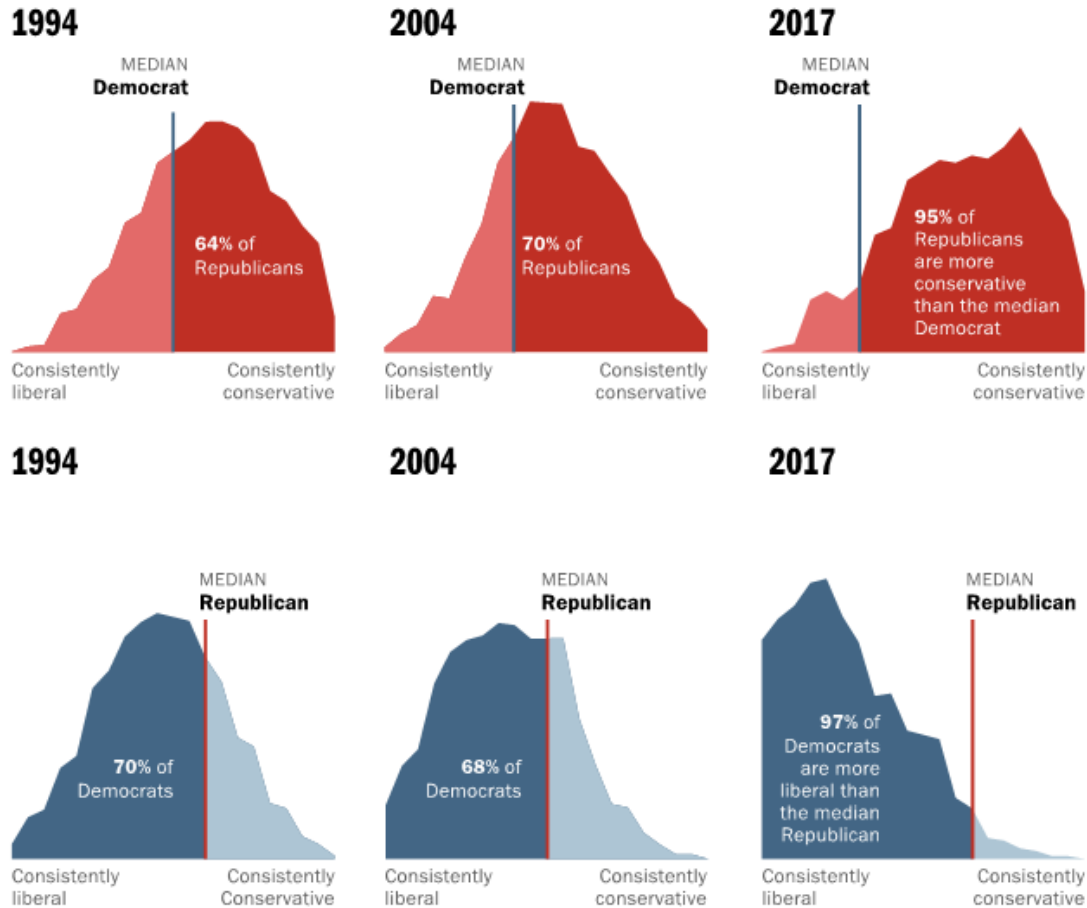 1994
MEDIAN
Democrat
64% of
Republicans
Consistently
liberal
Consistently
conservative
2004
MEDIAN
Democrat
70% of
Republicans
Consistently
liberal
Consistently
conservative
2017
MEDIAN
Democrat
95% of
Republicans
are more
conservative
than the median
Democrat
Consistently
liberal
Consistently
conservative
1994
MEDIAN
Republican
70% of
Democrats
Consistently
liberal
Consistently
Conservative
2004
MEDIAN
Republican
68% of
Democrats
Consistently
liberal
Consistently
conservative
2017
MEDIAN
Republican
97% of
Democrats
are more
liberal than
the median
Republican
Consistently
liberal
Consistently
conservative